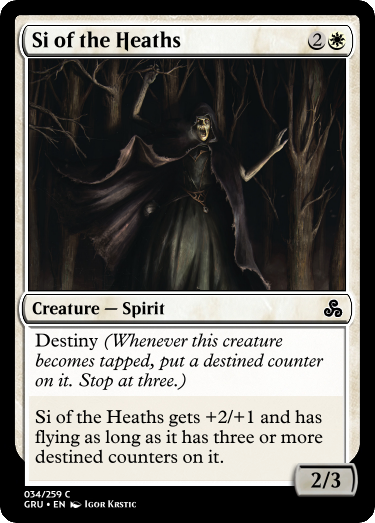 Si of the Heaths 2
Creature — Spirit
Destiny (Whenever this creature
becomes tapped, put a destined counter
on it. Stop at three.)
Si of the Heaths gets +2/+1 and has
flying as long as it has three or more
destined counters on it.
2/3
034/259 C
GRU • EN Igor Krstic